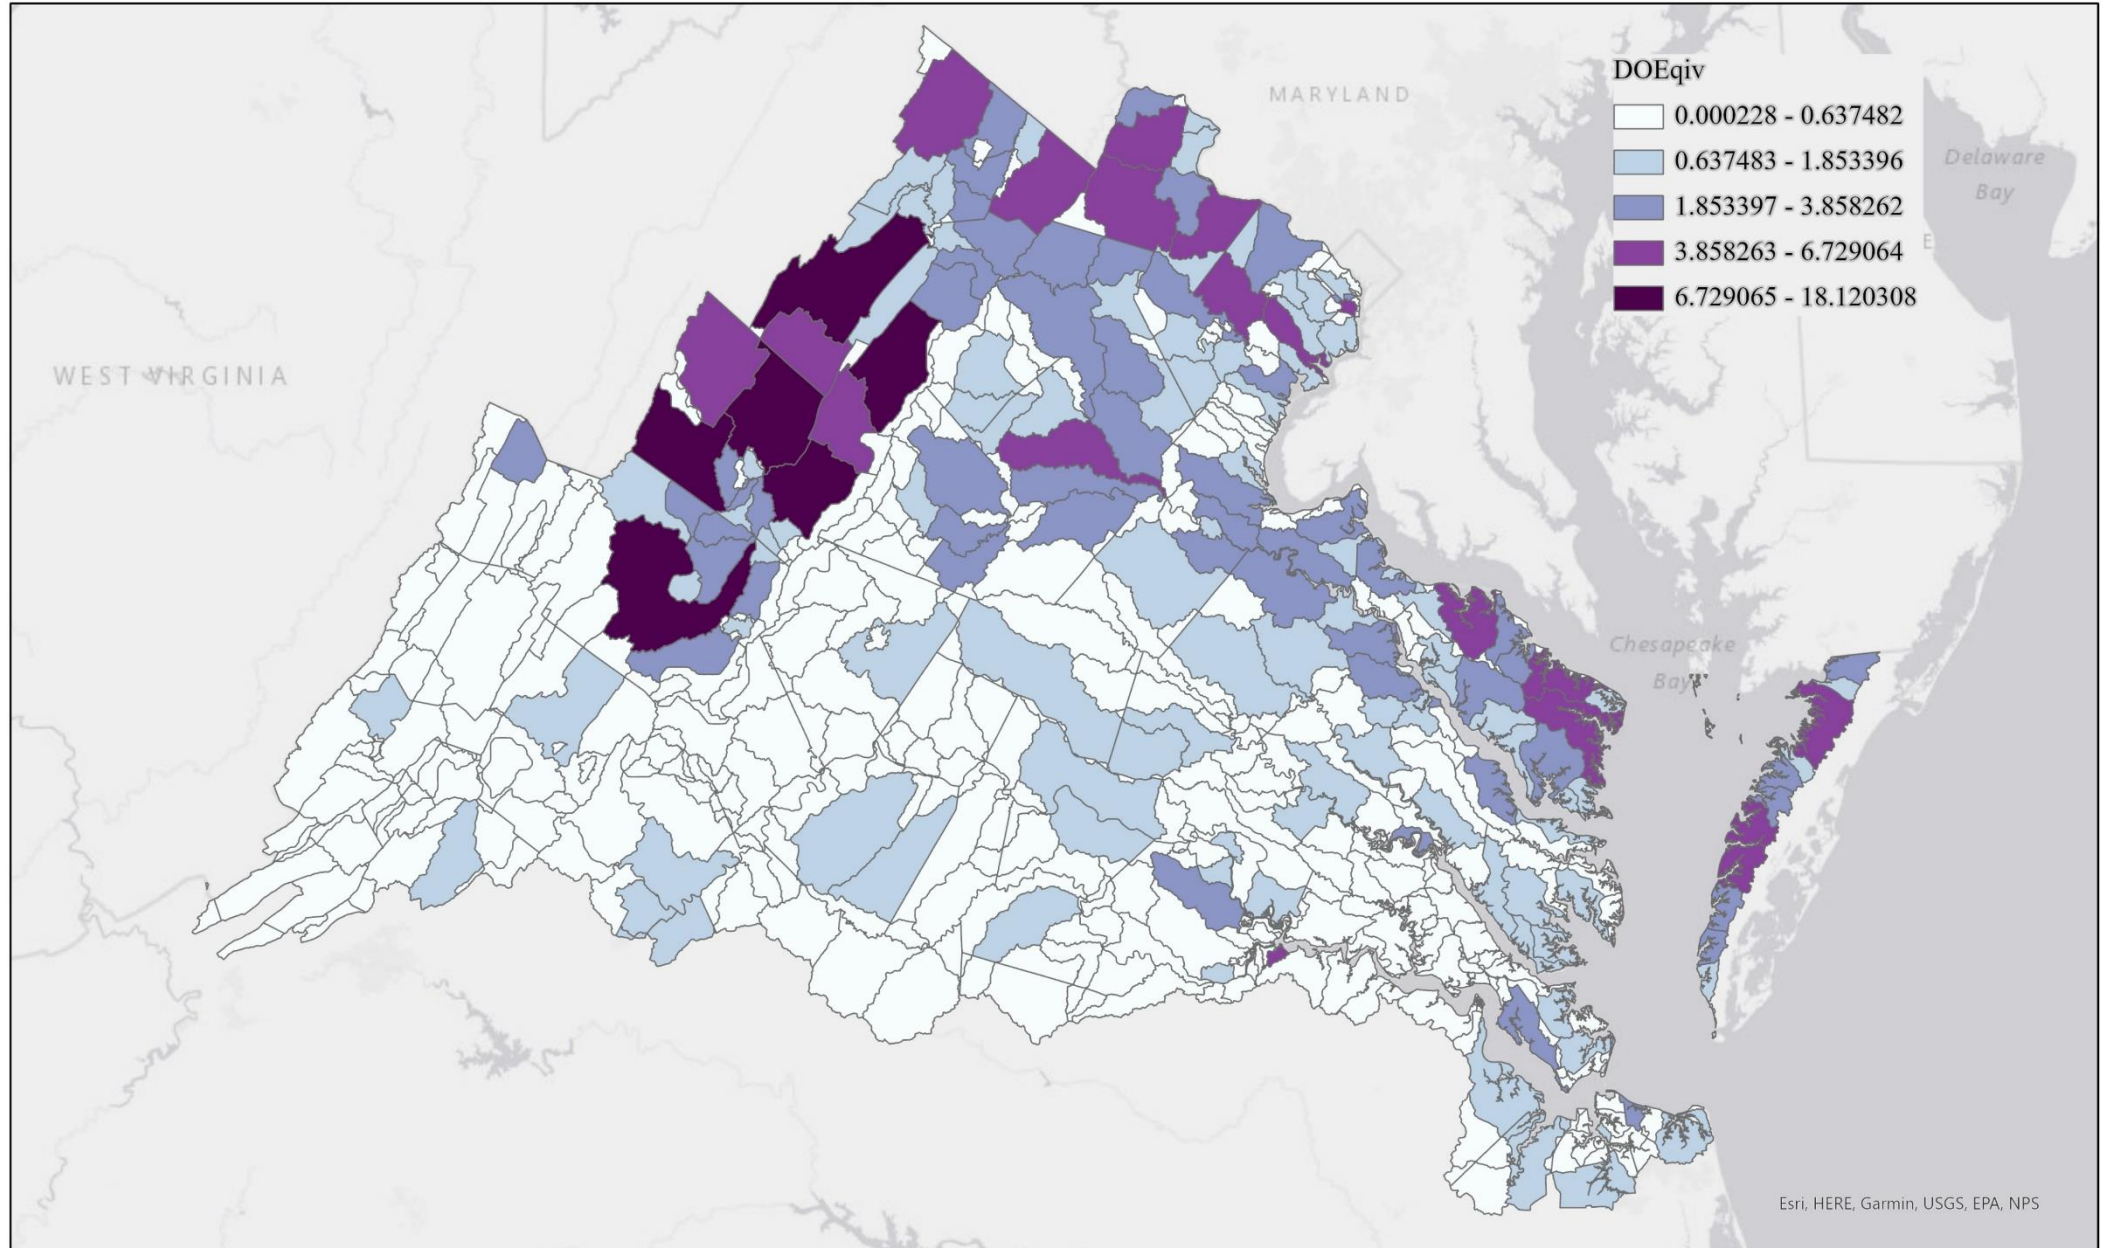 MARYLAND
DOEqiv
0.000228 - 0.637482
0.637483 - 1.853396
1.853397 - 3.858262
3.858263 - 6.729064
6.729065 - 18.120308
Delaware
Bay
WEST VIRGINIA
Chesapeake
Bay
Esri, HERE, Garmin, USGS, EPA, NPS